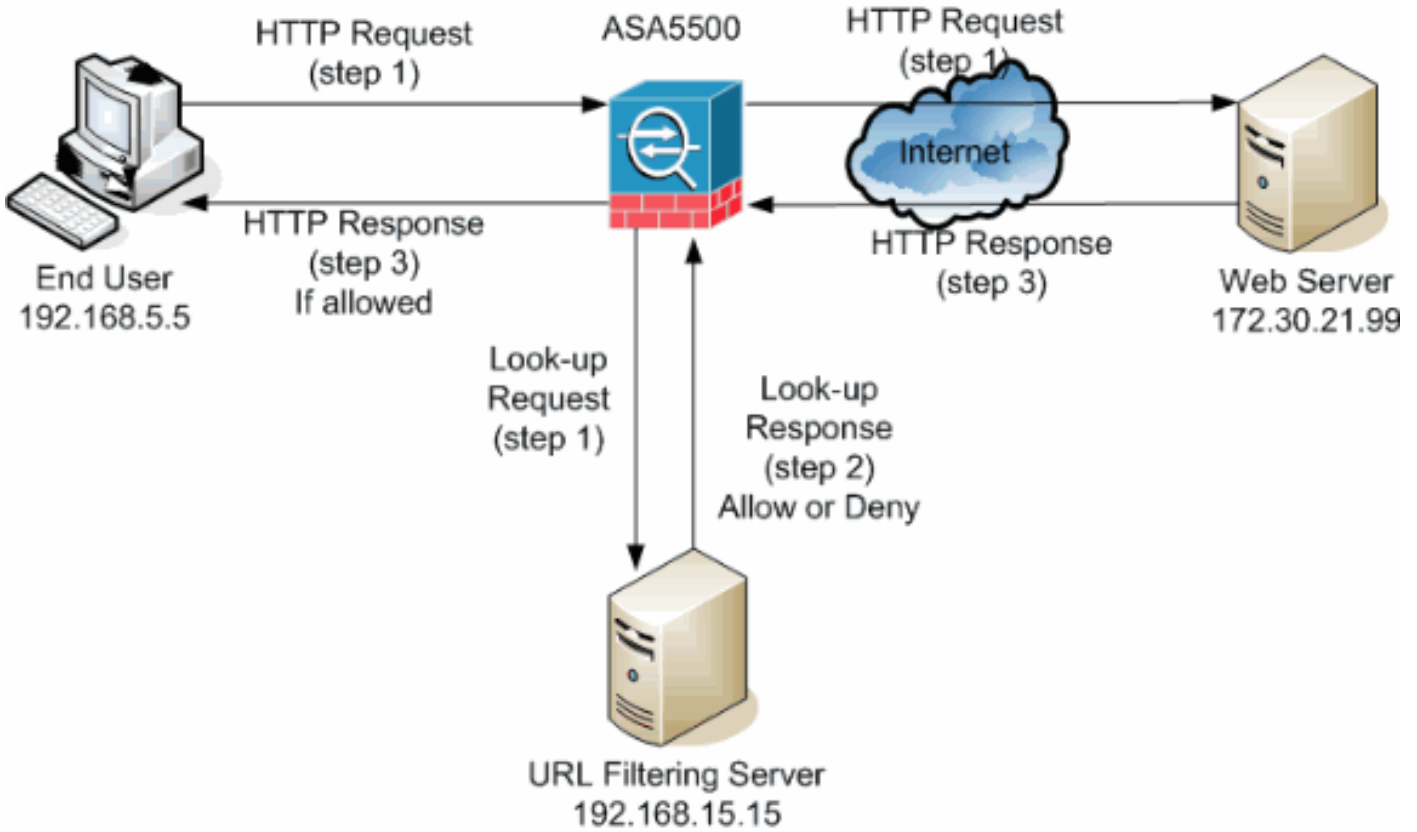 HTTP Request
(step 1)
ASA5500
HTTP Request
(step 1)
Internet
HTTP Response
(step 3)
If allowed
HTTP Response
(step 3)
End User
192.168.5.5
Web Server
172.30.21.99
Look-up
Request
(step 1)
Look-up
Response
(step 2)
Allow or Deny
URL Filtering Server
192.168.15.15